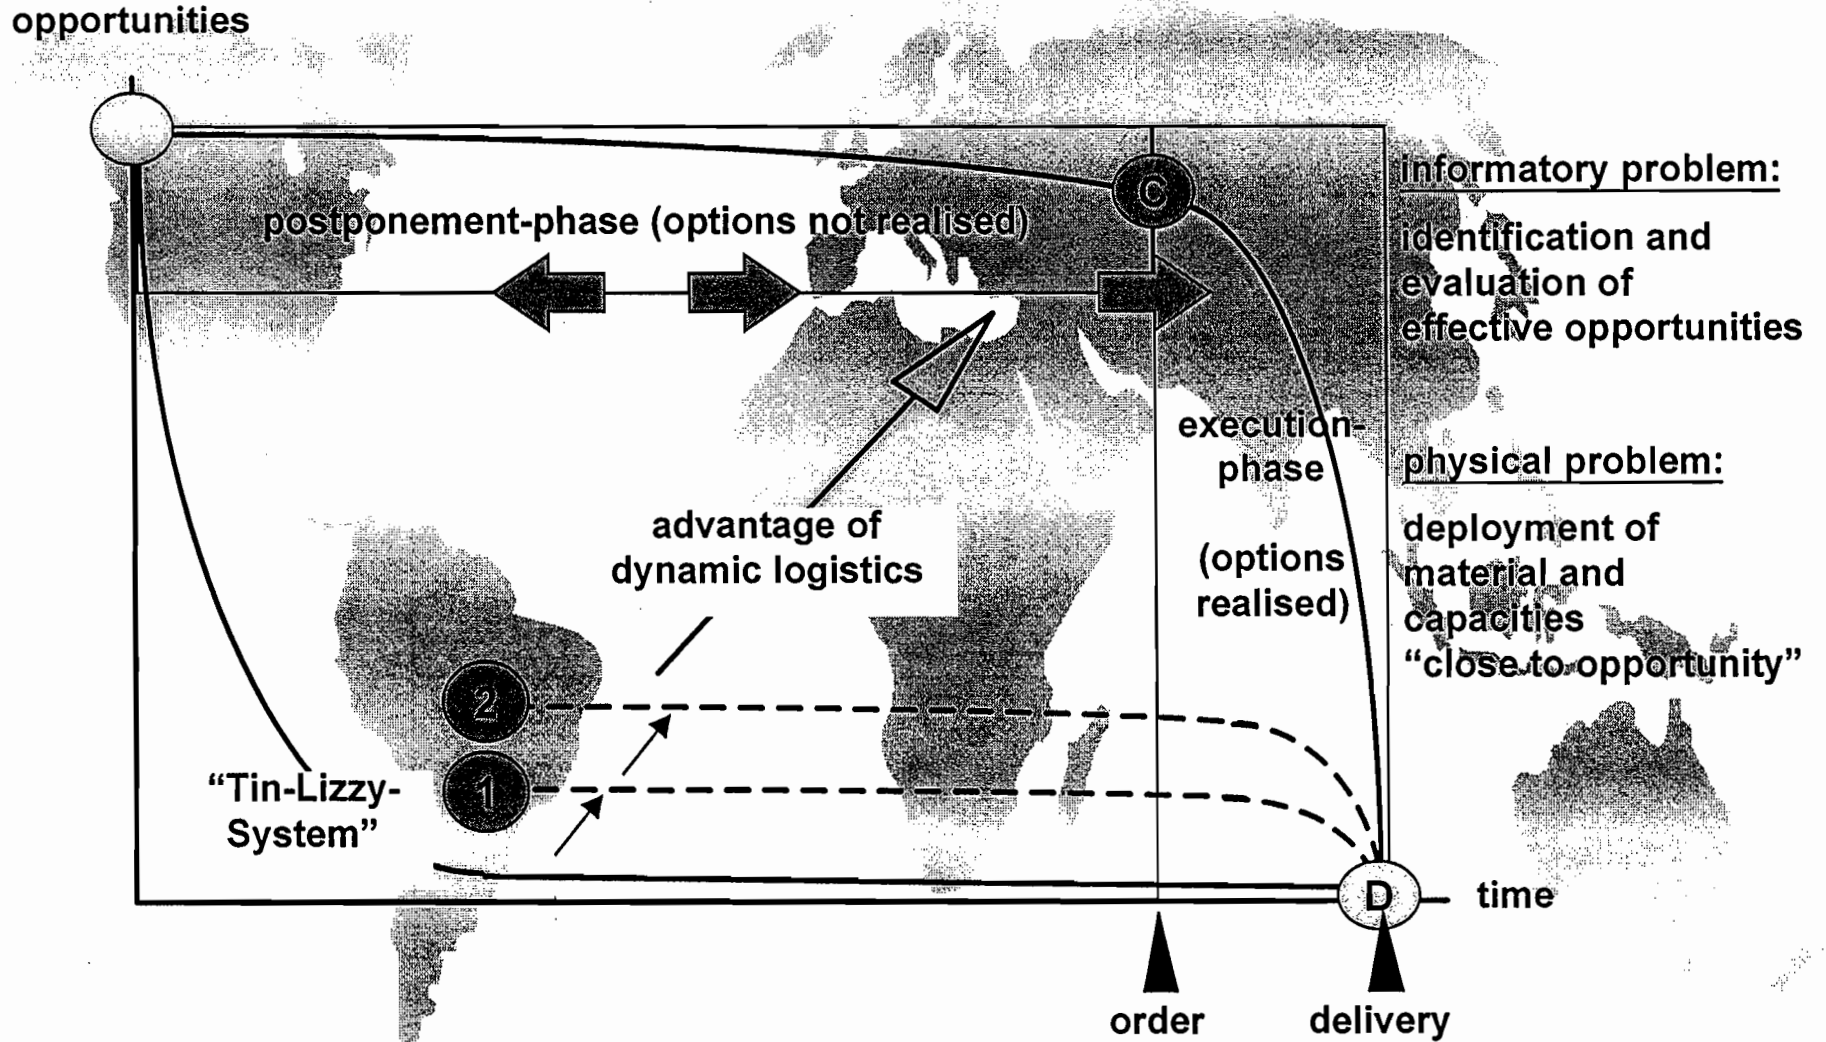 opportunities
postponement-phase (options not realised)
C
informatory problem:
identification and
evaluation of
effective opportunities
execution-
phase
(options
realised)
physical problem:
deployment of
material and
capacities
“close to opportunity”
advantage of
dynamic logistics
2
1
“Tin-Lizzy-
System”
D
time
order
delivery